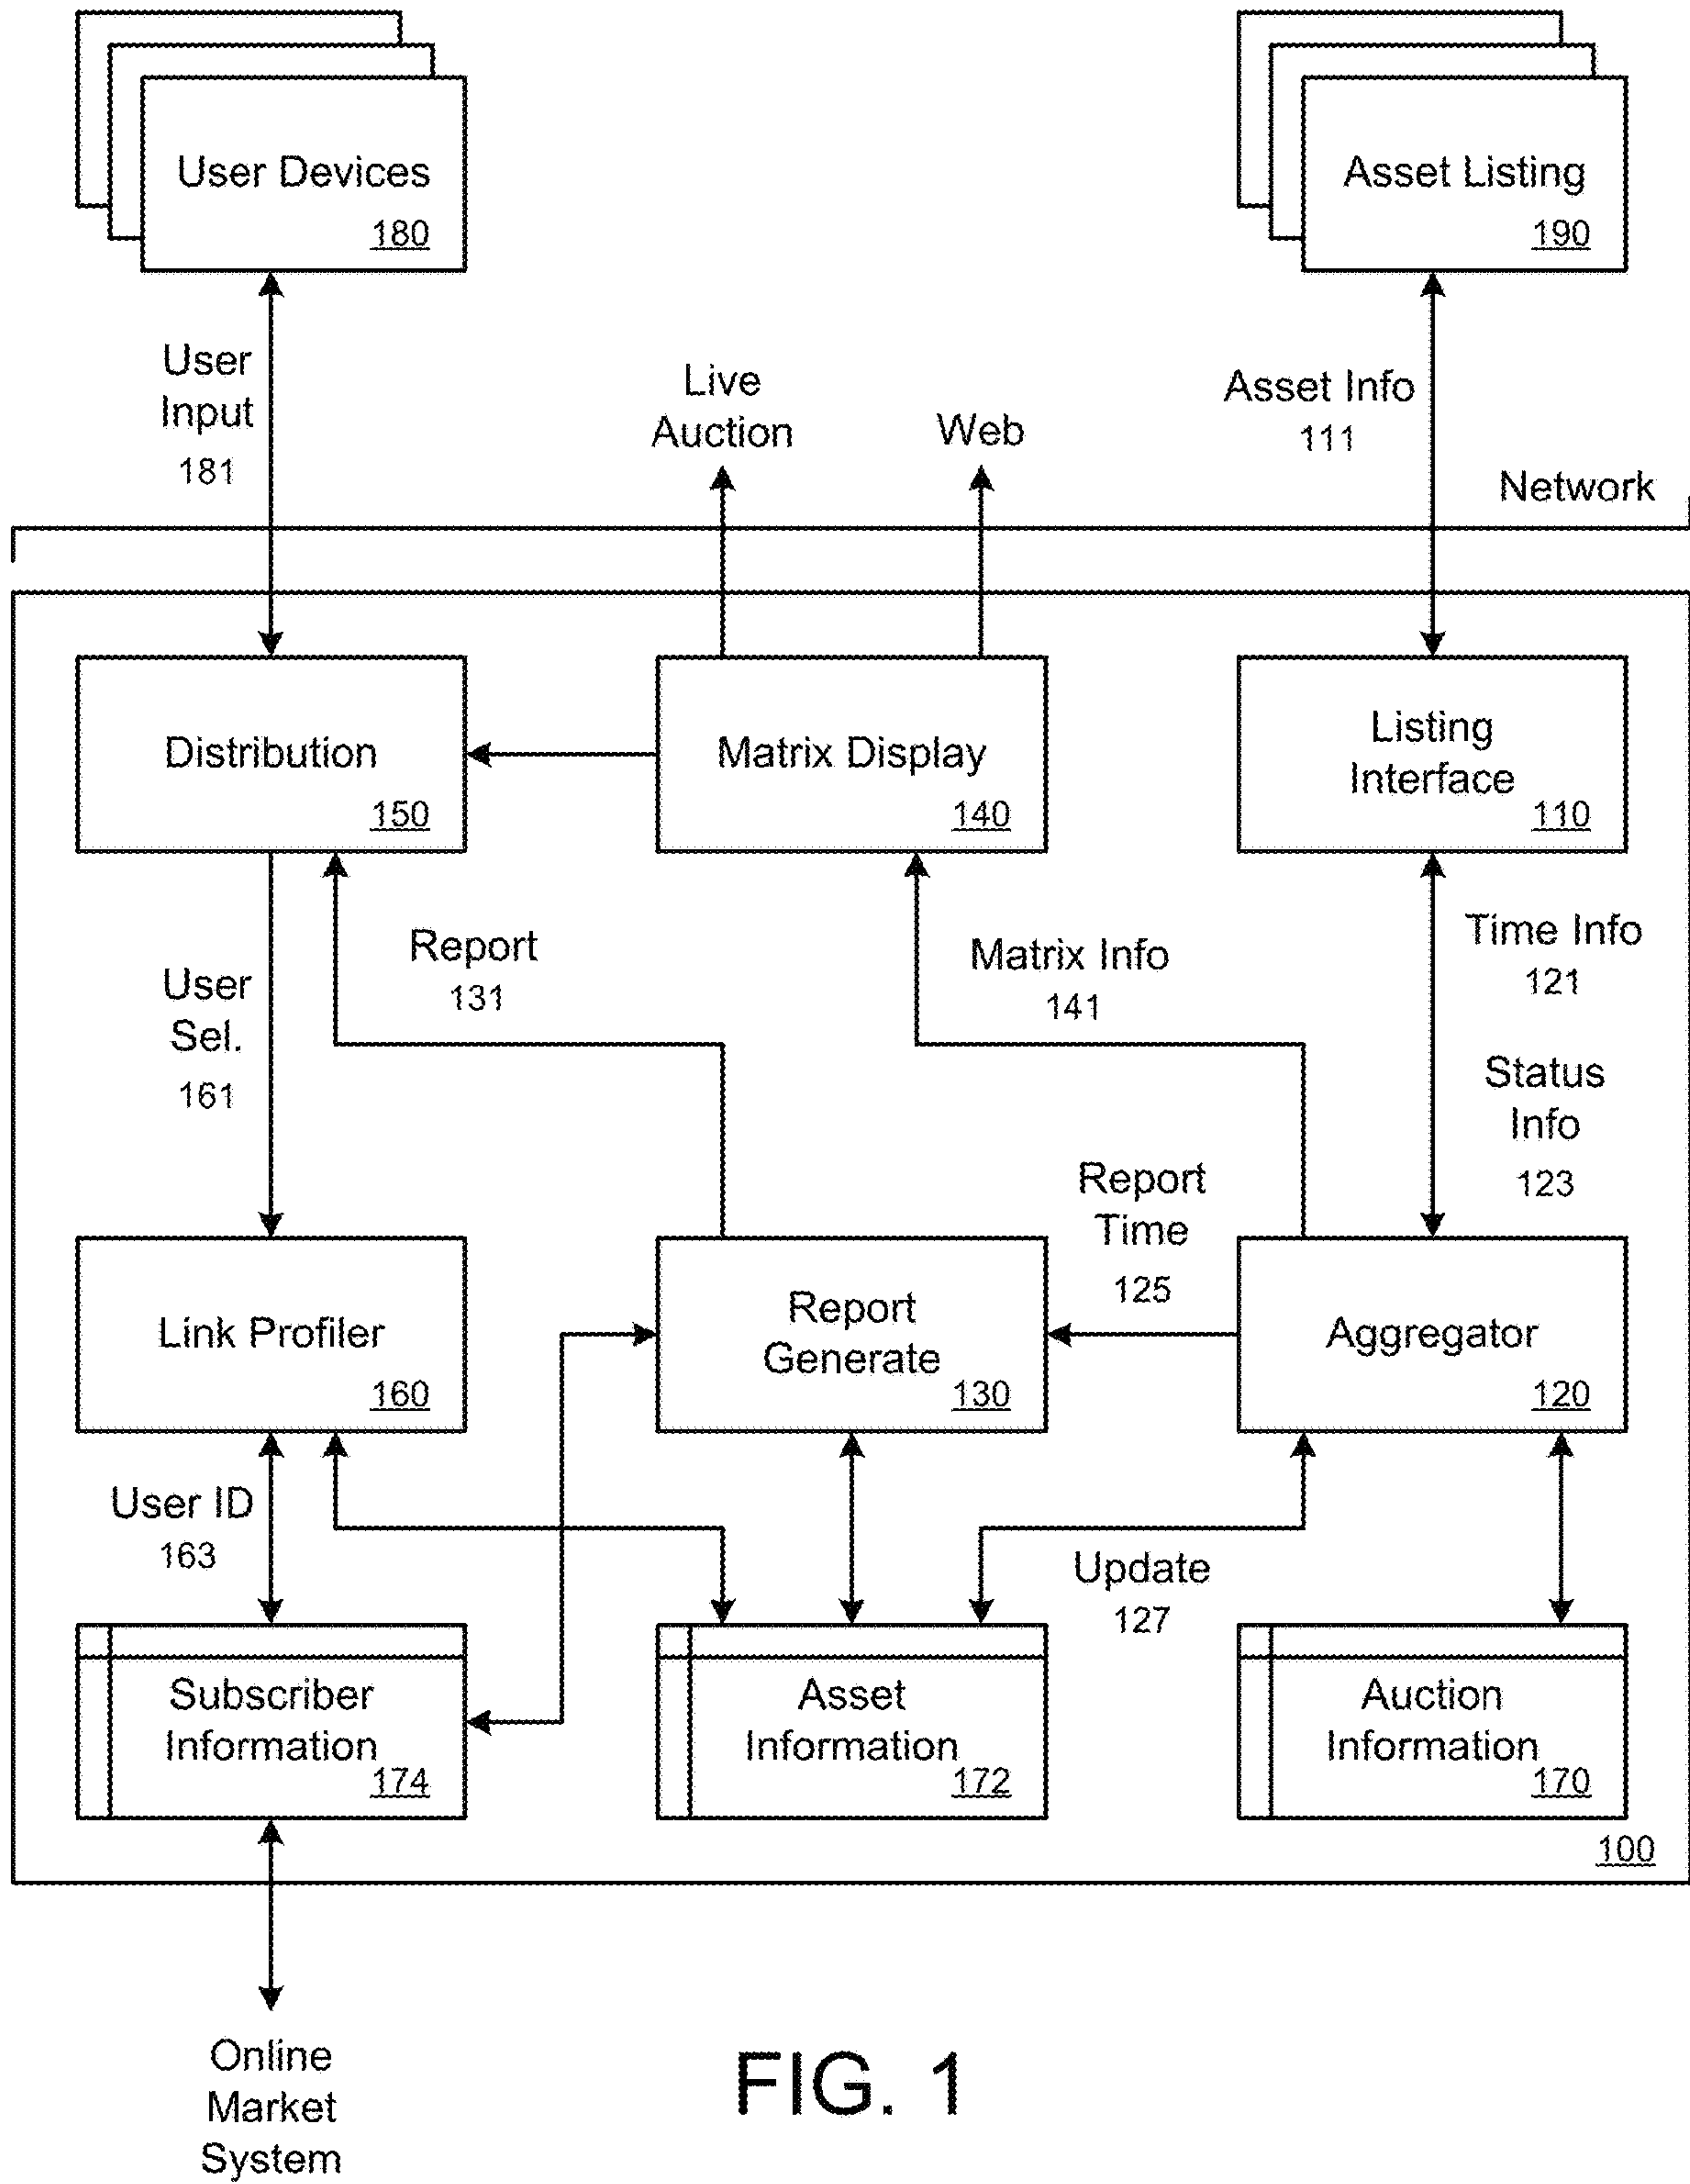 User Devices
180
Asset Listing
190
User
Input
181
Live
Auction
Web
Asset Info
111
Network
Distribution
150
Matrix Display
140
Listing
Interface
110
User
Sel.
161
Report
131
Matrix Info
141
Time Info
121
Status
Info
123
Report
Time
125
Link Profiler
160
Report
Generate
130
Aggregator
120
User ID
163
Update
127
Subscriber
Information
174
Asset
Information
172
Auction
Information
170
100
Online
Market
System
FIG. 1